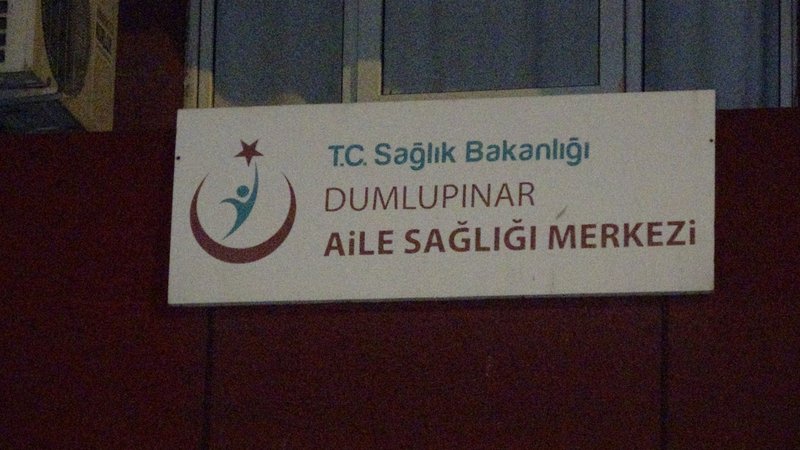 T.C. Sağlık Bakanlığı
DUMLUPINAR
AiLE SAĞLIĞI MERKEZi